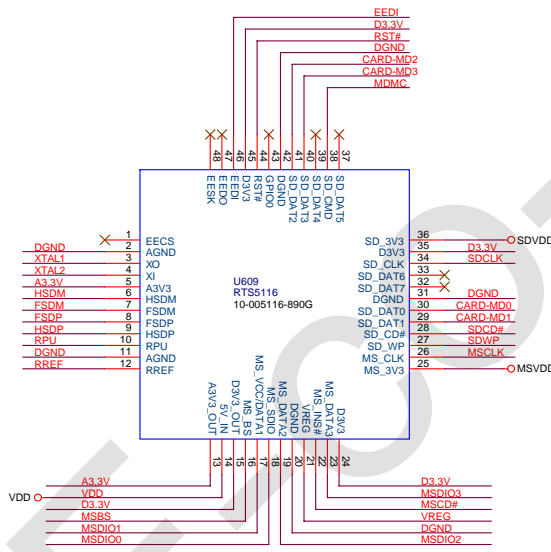 EEDI
D3.3V
RST#
DGND
CARD-MD2
CARD-MD3
MDMC
48 47 46 45 44 43 42 41 40 39 38 37
EESK EEDO EEDI D3V3 RST# GPIO0 DGND SD_DAT2 SD_DAT3 SD_DAT4 SD_CMD SD_DAT5
1 EECS
DGND 2 AGND
XTAL1 3 XO
XTAL2 4 XI
A3.3V 5 A3V3
HSDM 6 HSDM
FSDM 7 FSDM
FSDP 8 FSDP
HSDP 9 HSDP
RPU 10 RPU
DGND 11 AGND
RREF 12 RREF
U609
RTS5116
10-005116-890G
SD_3V3 36 SDVDD
D3V3 35 D3.3V
SD_CLK 34 SDCLK
SD_DAT6 33
SD_DAT7 32
DGND 31 DGND
SD_DAT0 30 CARD-MD0
SD_DAT1 29 CARD-MD1
SD_CD# 28 SDCD#
SD_WP 27 SDWP
MS_CLK 26 MSCLK
MS_3V3 25 MSVDD
A3V3_OUT 5V_IN D3V3_OUT MS_BS MS_VCC/DATA1 MS_SDIO MS_DATA2 DGND VREG MS_INS# MS_DATA3 D3V3
13 14 15 16 17 18 19 20 21 22 23 24
A3.3V D3.3V
VDD VDD MSDIO3
D3.3V MSCD#
MSBS VREG
MSDIO1 DGND
MSDIO0 MSDIO2